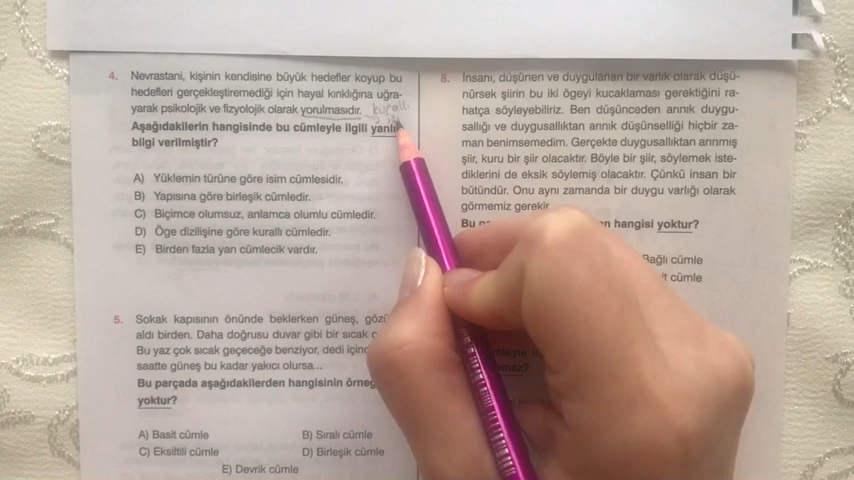 4. Nevrastani, kişinin kendisine büyük hedefler koyup bu
hedefleri gerçekleştiremediği için hayal kırıklığına uğra-
yarak psikolojik ve fizyolojik olarak yorulmasıdır.
kurallı
Aşağıdakilerin hangisinde bu cümleyle ilgili
bilgi verilmiştir?
A) Yüklemin türüne göre isim cümlesidir.
B) Yapısına göre birleşik cümledir.
C) Biçimce olumsuz, anlamca olumlu cümledir.
D) Öge dizilişine göre kurallı cümledir.
E) Birden fazla yan cümlecik vardır.
5. Sokak kapısının önünde beklerken güneş,
aldı birden. Daha doğrusu duvar gibi bir sıcak
Bu yaz çok sıcak geçeceğe benziyor, dedi
saatte güneş bu kadar yakıcı olursa...
Bu parçada aşağıdakilerden hangisinin
yoktur?
A) Basit cümle B) Sıralı cümle
C) Eksiltili cümle D) Birleşik cümle
E) Devrik cümle
6. İnsanı, düşünen ve duygulanan bir varlık olarak düşü-
nürsek şiirin bu iki ögeyi kucaklaması gerektiğini ra-
hatça söyleyebiliriz. Ben düşünceden arınık duygu-
sallığı ve duygusallıktan arınık düşünselliği hiçbir za-
man benimsemedim. Gerçekte duygusallıktan arınmış
şiir, kuru bir şiir olacaktır. Böyle bir şiir, söylemek iste-
diklerini de eksik söylemiş olacaktır. Çünkü insan bir
bütündür. Onu aynı zamanda bir duygu varlığı olarak
görmemiz gerekir.
Bu hangisi yoktur?
Bağlı cümle
cümle